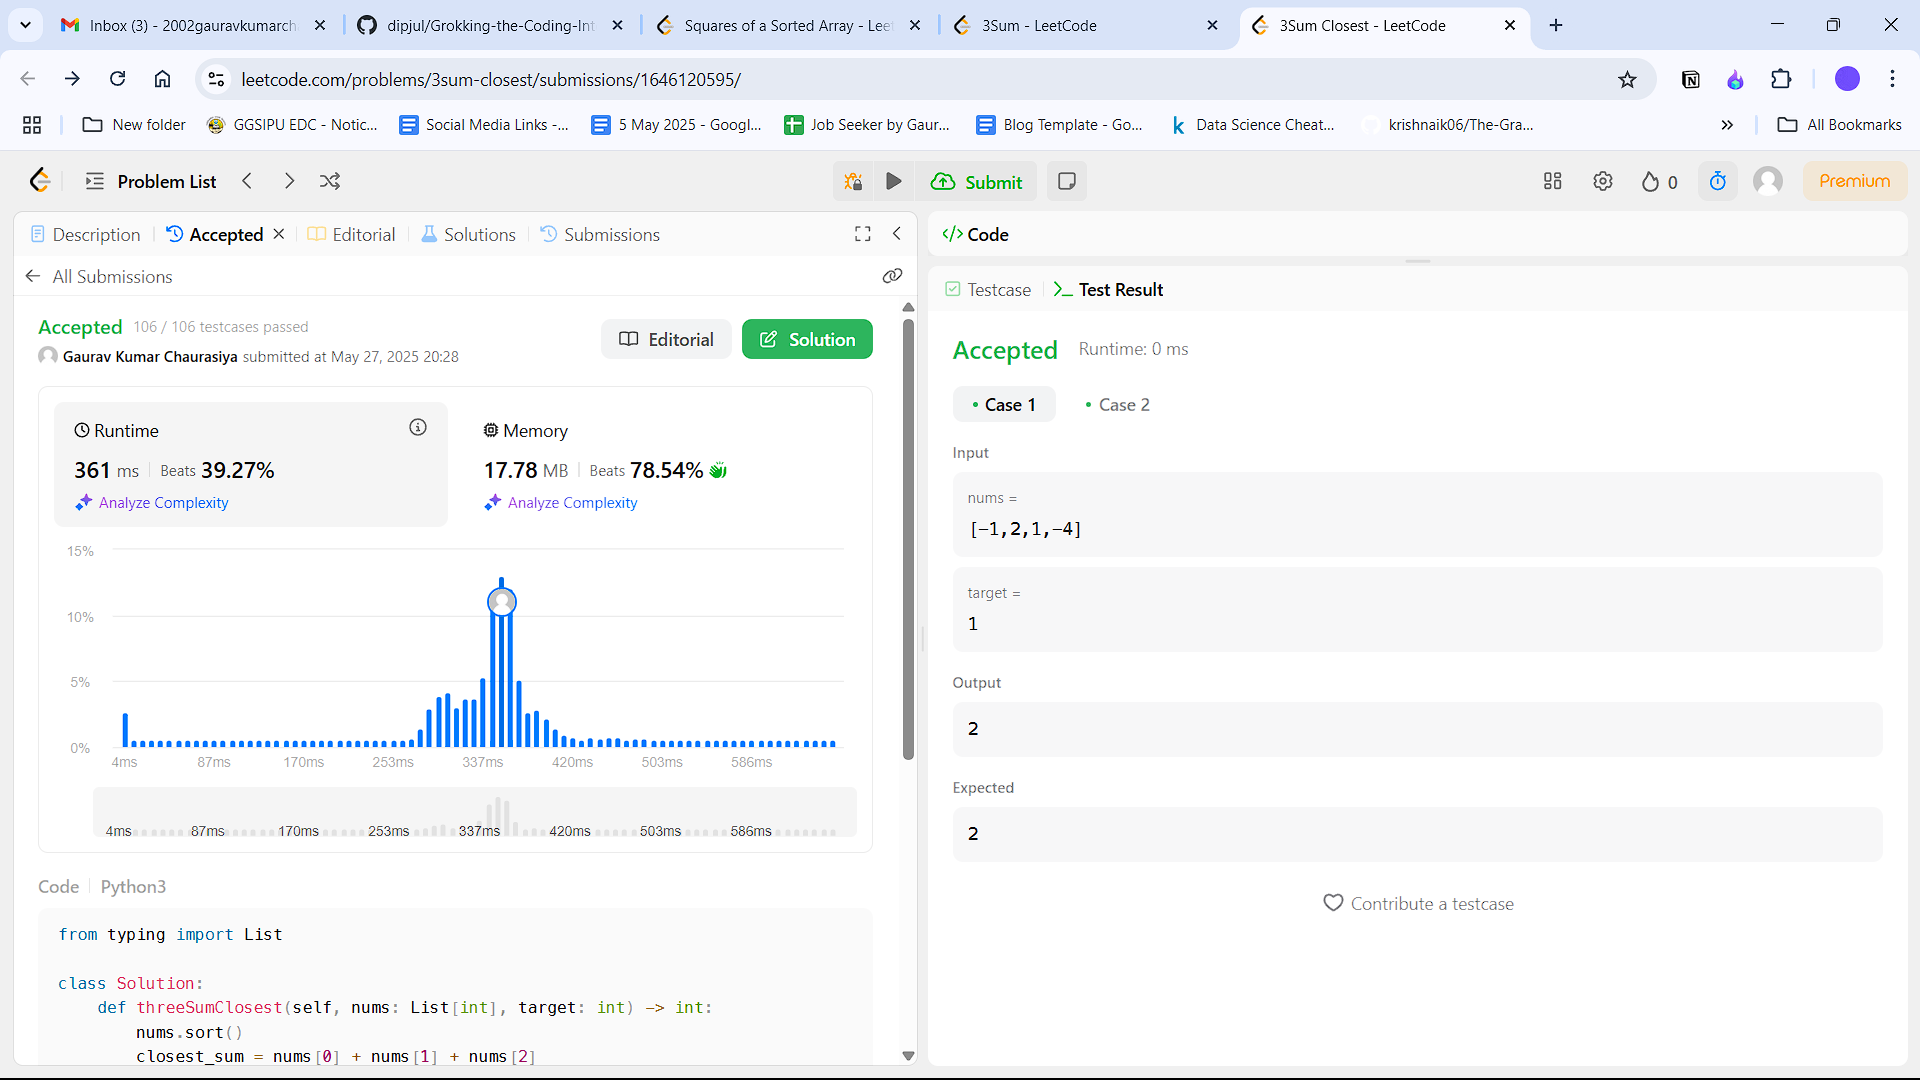 Inbox (3) - 2002gauravkumarch
dipjul/Grokking-the-Coding-Int
Squares of a Sorted Array - Leet
3Sum - LeetCode
3Sum Closest - LeetCode
leetcode.com/problems/3sum-closest/submissions/1646120595/
New folder
GGSIPU EDC - Notic...
Social Media Links -...
5 May 2025 - Googl...
Job Seeker by Gaur...
Blog Template - Go...
Data Science Cheat...
krishnaik06/The-Gra...
All Bookmarks
Problem List
Submit
0
Premium
Description
Accepted
Editorial
Solutions
Submissions
All Submissions
Accepted 106 / 106 testcases passed
Gaurav Kumar Chaurasiya submitted at May 27, 2025 20:28
Editorial
Solution
Runtime
361 ms Beats 39.27%
Analyze Complexity
Memory
17.78 MB Beats 78.54%
Analyze Complexity
15%
10%
5%
0%
4ms 87ms 170ms 253ms 337ms 420ms 503ms 586ms
4ms 87ms 170ms 253ms 337ms 420ms 503ms 586ms
Code Python3
from typing import List
class Solution:
def threeSumClosest(self, nums: List[int], target: int) -> int:
nums.sort()
closest_sum = nums[0] + nums[1] + nums[2]
</> Code
Testcase
Test Result
Accepted Runtime: 0 ms
Case 1
Case 2
Input
nums =
[-1,2,1,-4]
target =
1
Output
2
Expected
2
Contribute a testcase